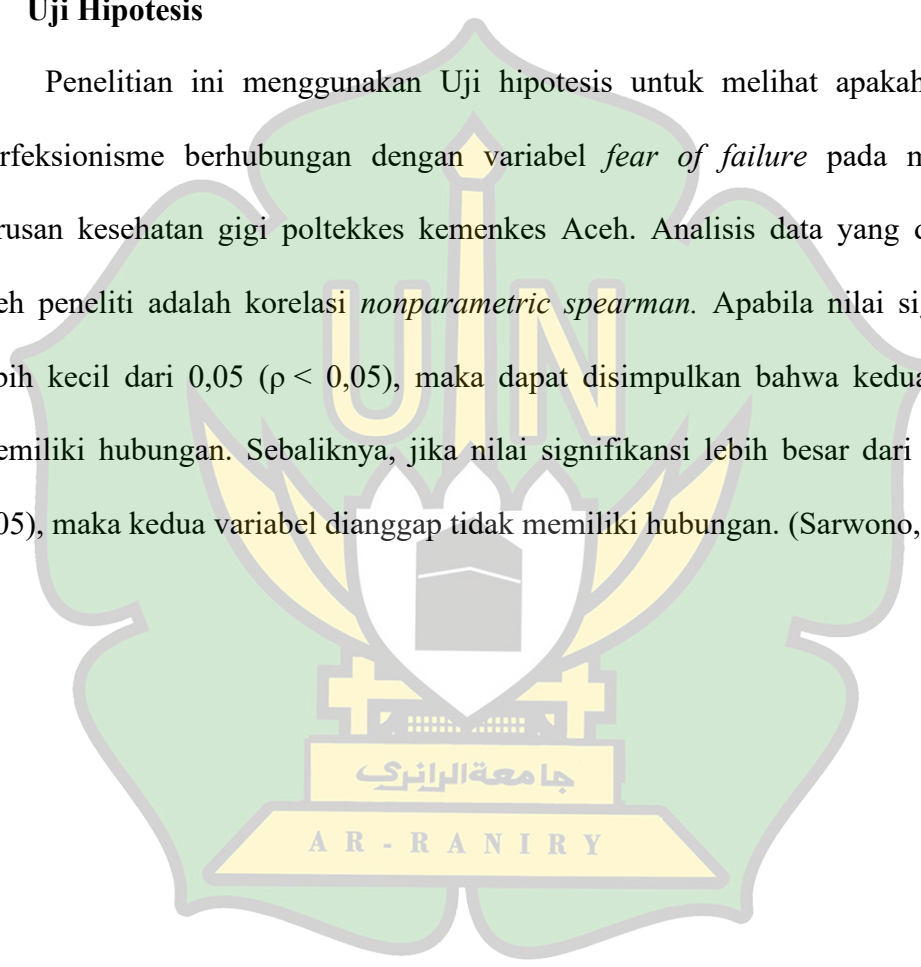 Uji Hipotesis
Penelitian ini menggunakan Uji hipotesis untuk melihat apakah
rfeksionisme berhubungan dengan variabel fear of failure pada m
rusan kesehatan gigi poltekkes kemenkes Aceh. Analisis data yang d
eh peneliti adalah korelasi nonparametric spearman. Apabila nilai sig
bih kecil dari 0,05 (ρ < 0,05), maka dapat disimpulkan bahwa kedua
emiliki hubungan. Sebaliknya, jika nilai signifikansi lebih besar dari
05), maka kedua variabel dianggap tidak memiliki hubungan. (Sarwono,
UIN
جامعة الرانري
AR-RANIRY